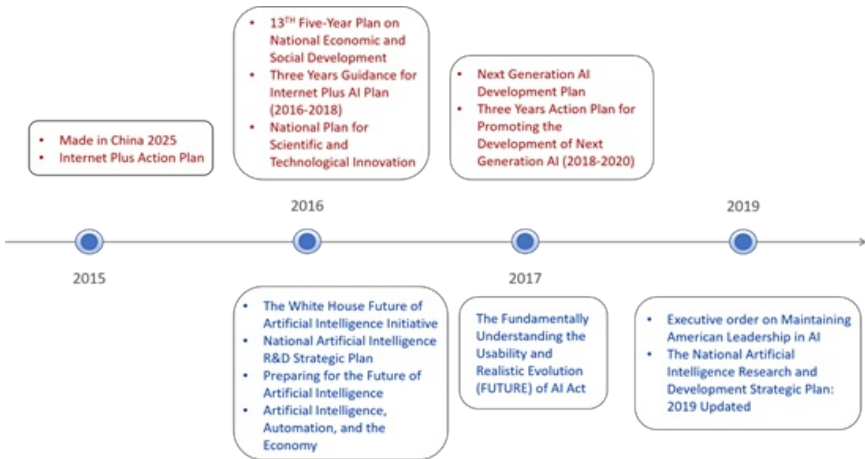 • Made in China 2025
• Internet Plus Action Plan
• 13TH Five-Year Plan on
National Economic and
Social Development
• Three Years Guidance for
Internet Plus AI Plan
(2016-2018)
• National Plan for
Scientific and
Technological Innovation
• Next Generation AI
Development Plan
• Three Years Action Plan for
Promoting the
Development of Next
Generation AI (2018-2020)
2016
2019
2015
2017
• The White House Future of
Artificial Intelligence Initiative
• National Artificial Intelligence
R&D Strategic Plan
• Preparing for the Future of
Artificial Intelligence
• Artificial Intelligence,
Automation, and the
Economy
The Fundamentally
Understanding the
Usability and
Realistic Evolution
(FUTURE) of AI Act
• Executive order on Maintaining
American Leadership in AI
• The National Artificial
Intelligence Research and
Development Strategic Plan:
2019 Updated